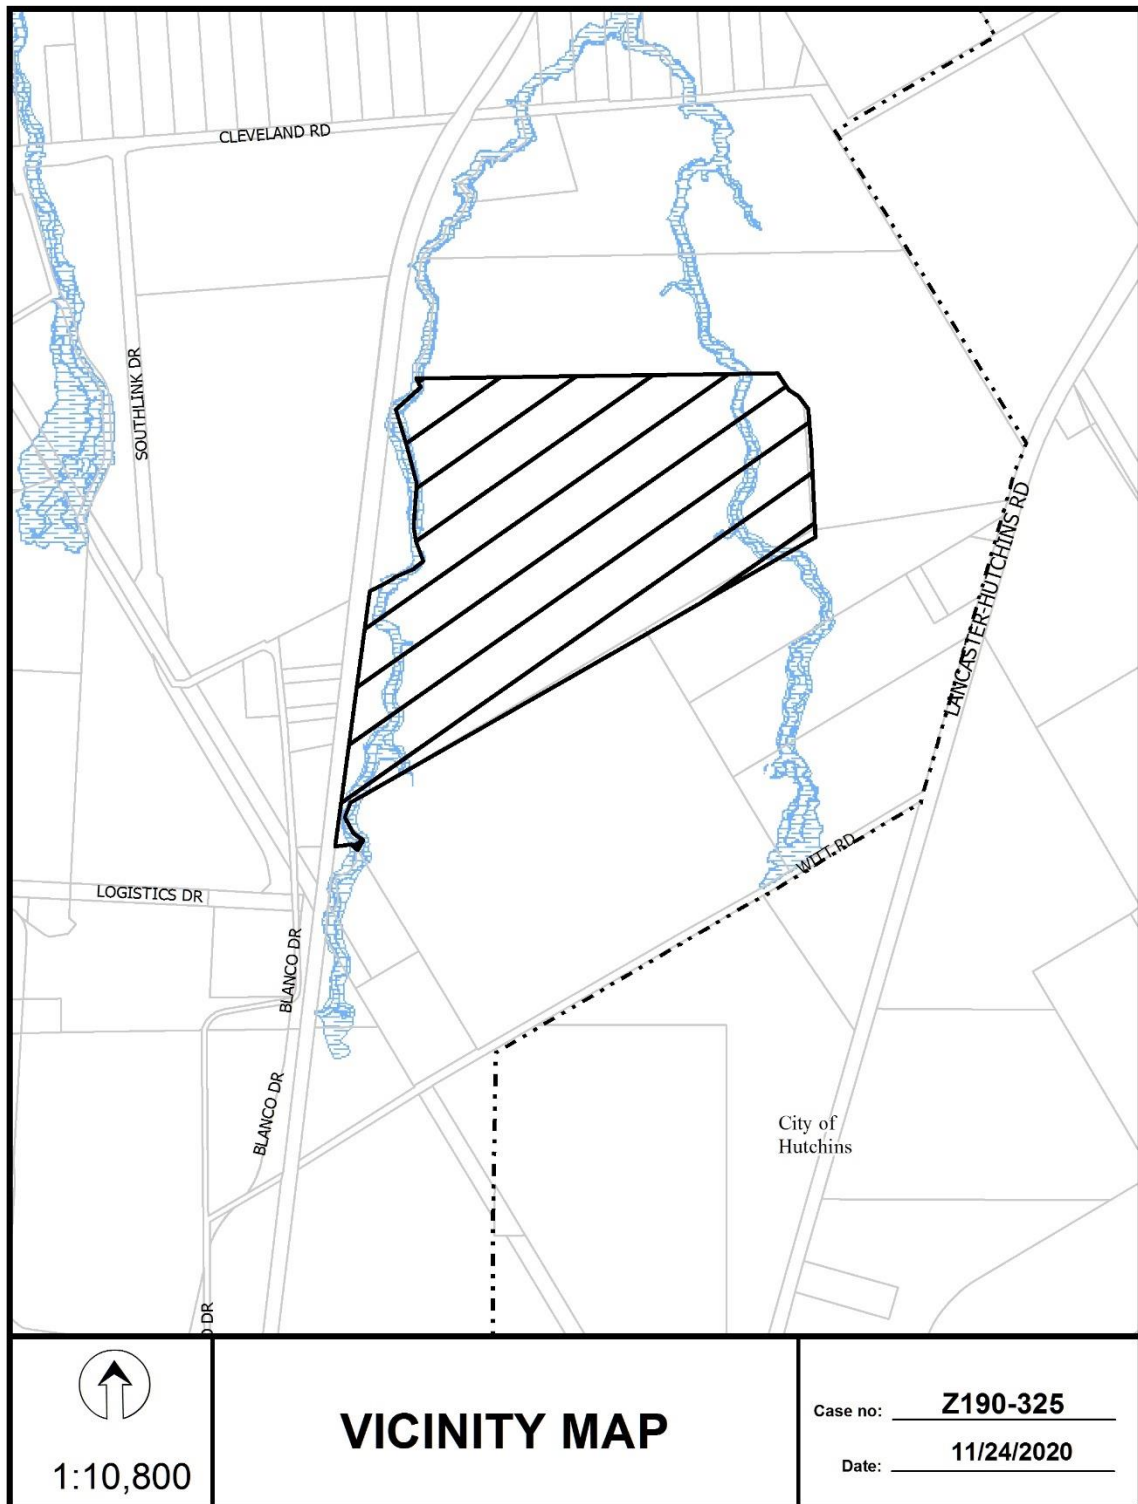 CLEVELAND RD
SOUTHLINK DR
LANCASTER-HUTCHINS RD
WITT RD
LOGISTICS DR
BLANCO DR
BLANCO DR
City of
Hutchins
DR
1:10,800
VICINITY MAP
Case no: Z190-325
Date: 11/24/2020